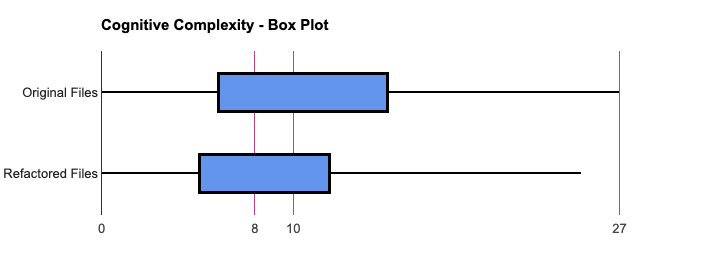 Cognitive Complexity - Box Plot
Original Files
Refactored Files
0 8 10 27